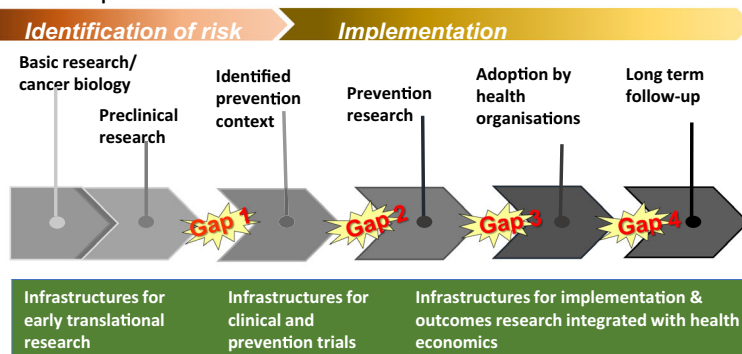 Identification of risk
Implementation
Basic research/
cancer biology
Preclinical
research
Identified
prevention
context
Prevention
research
Adoption by
health
organisations
Long term
follow-up
Gap 1
Gap 2
Gap 3
Gap 4
Infrastructures for
early translational
research
Infrastructures for
clinical and
prevention trials
Infrastructures for implementation &
outcomes research integrated with health
economics